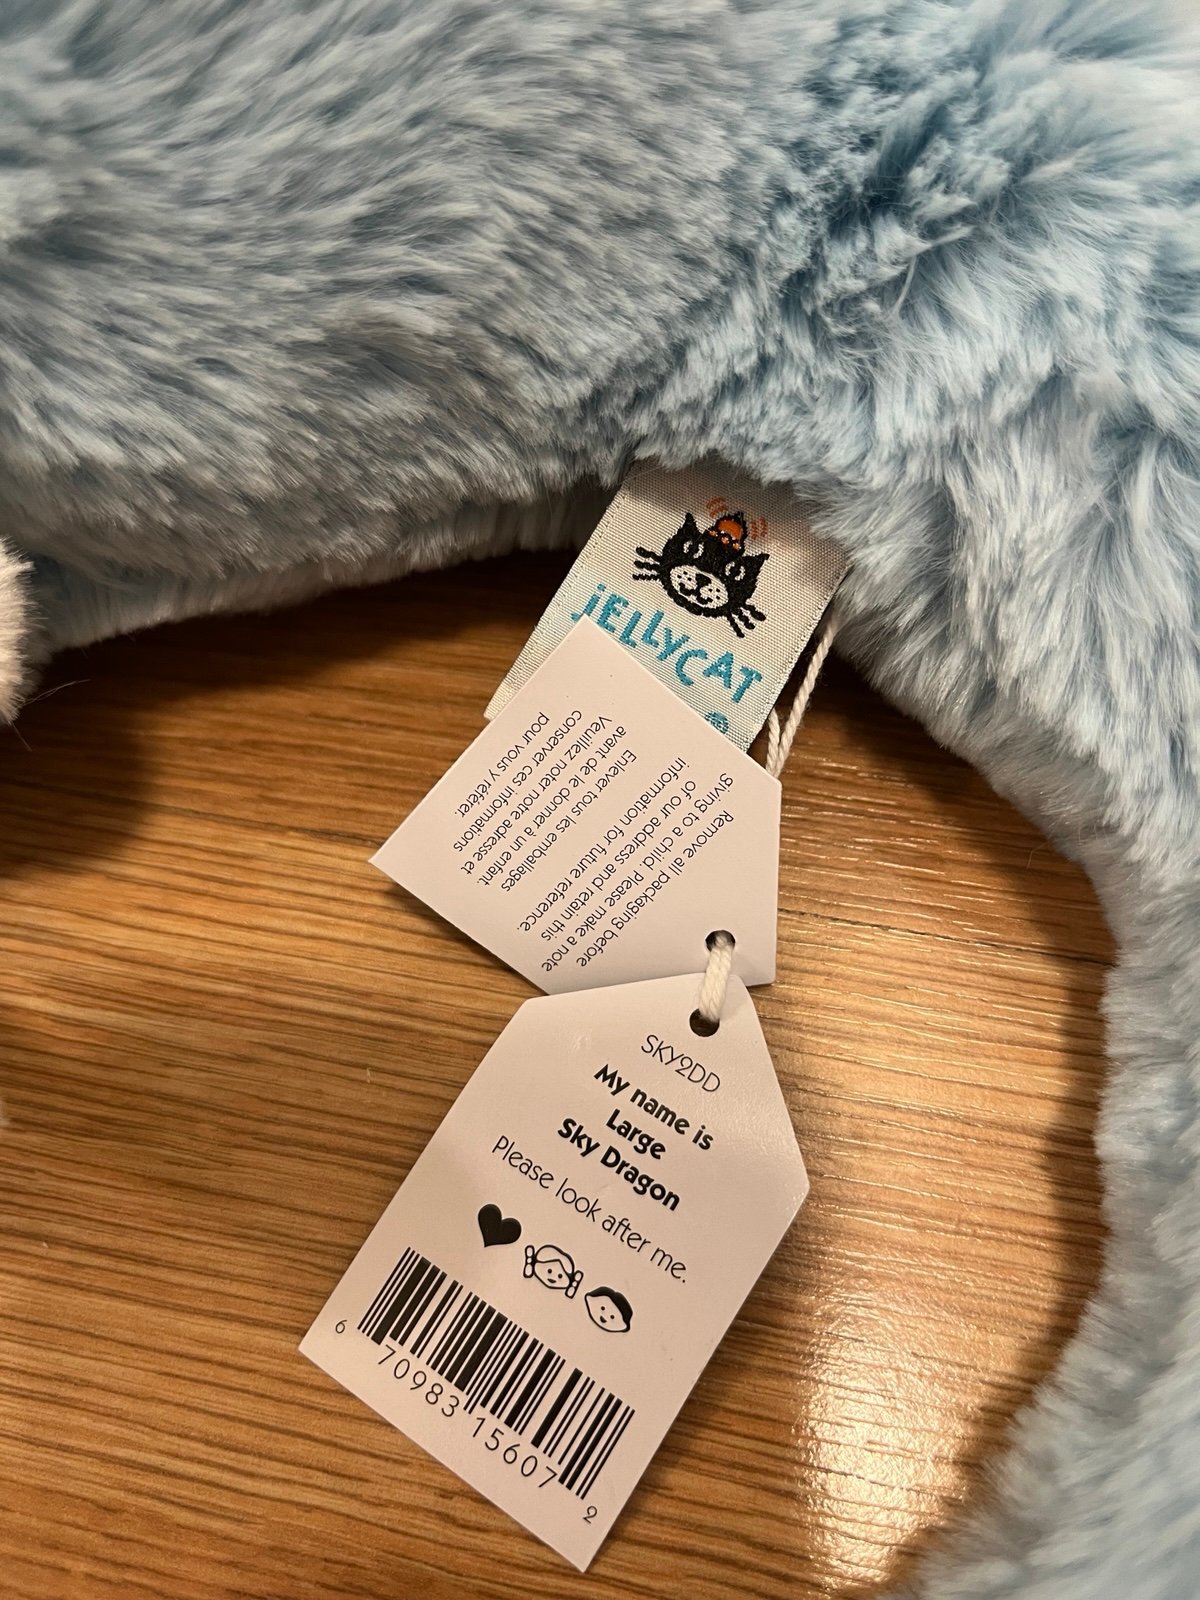 jELLYCAT
Remove all packaging before
giving to a child. Please make a note
of our address and retain this
information for future reference.
Enlever tous les emballages
avant de le donner à un enfant.
Veuillez noter notre adresse et
conserver ces informations
pour vous y référer.
SKY2DD
My name is
Large
Sky Dragon
Please look after me.
6 70983 15607 2